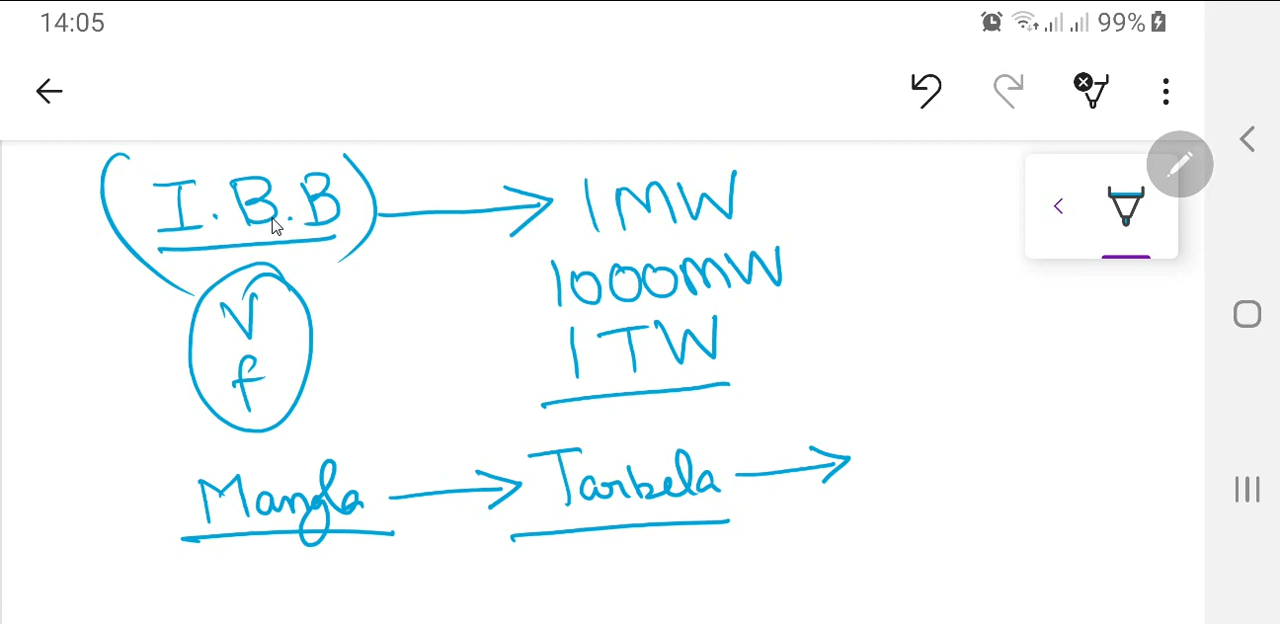 14:05 99%
I.B.B → 1MW
1000MW
V
1TW
f
Mangla → Tarbela →